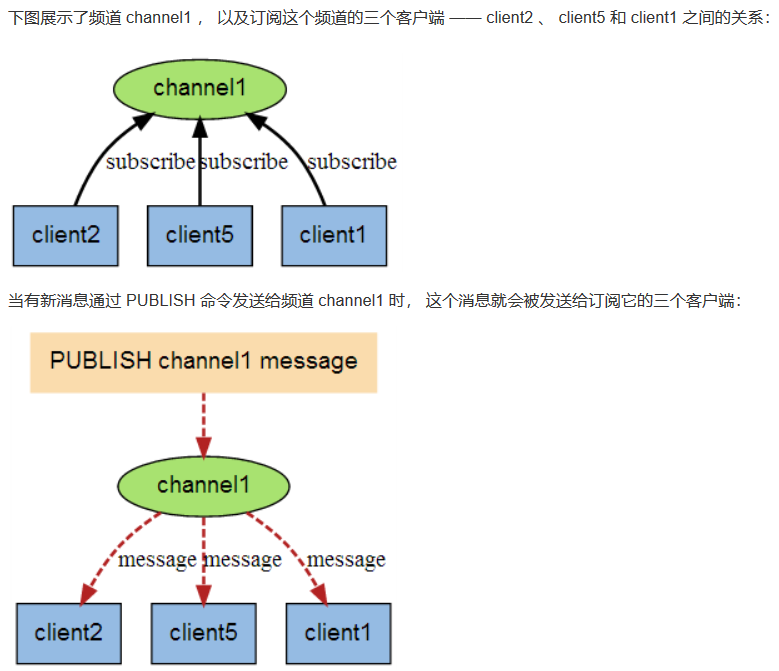 下图展示了频道 channel1 ， 以及订阅这个频道的三个客户端 —— client2 、 client5 和 client1 之间的关系：
channel1
subscribe subscribe subscribe
client2 client5 client1
当有新消息通过 PUBLISH 命令发送给频道 channel1 时， 这个消息就会被发送给订阅它的三个客户端：
PUBLISH channel1 message
channel1
message message message
client2 client5 client1